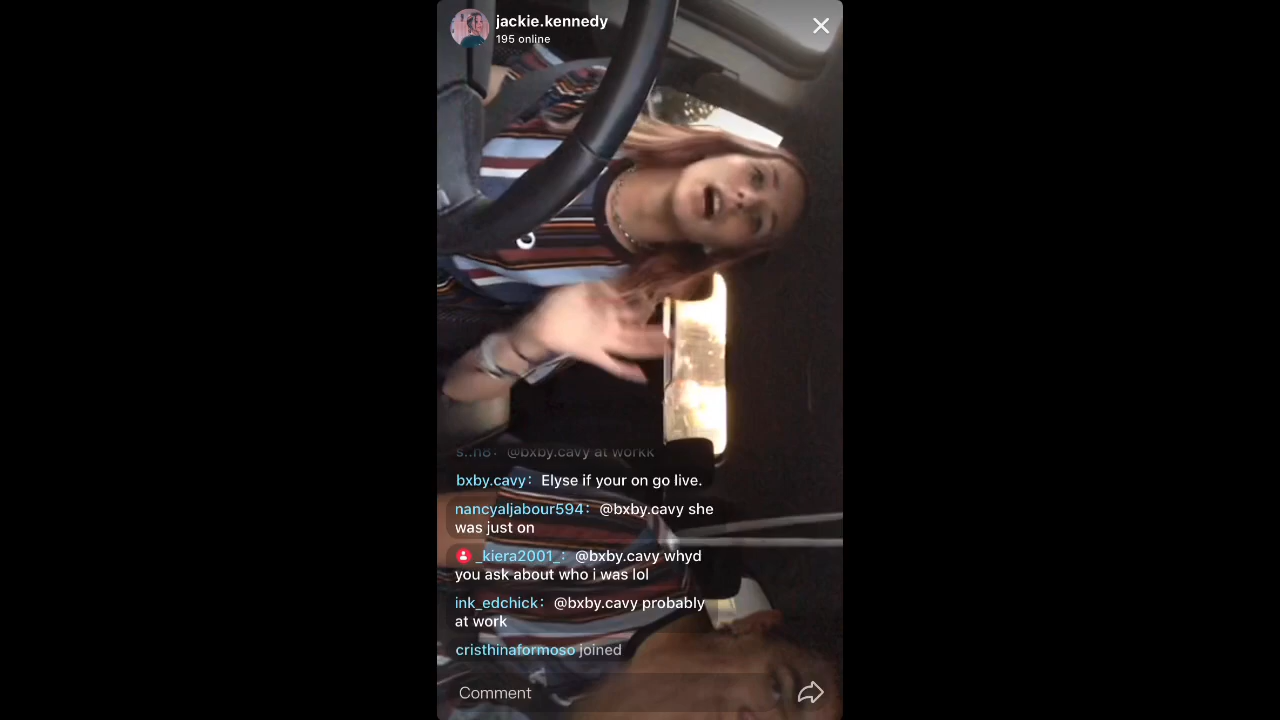 jackie.kennedy
195 online
s..n8: @bxby.cavy at workk
bxby.cavy: Elyse if your on go live.
nancyaljabour594: @bxby.cavy she
was just on
_kiera2001_: @bxby.cavy whyd
you ask about who i was lol
ink_edchick: @bxby.cavy probably
at work
cristhinaformoso joined
Comment